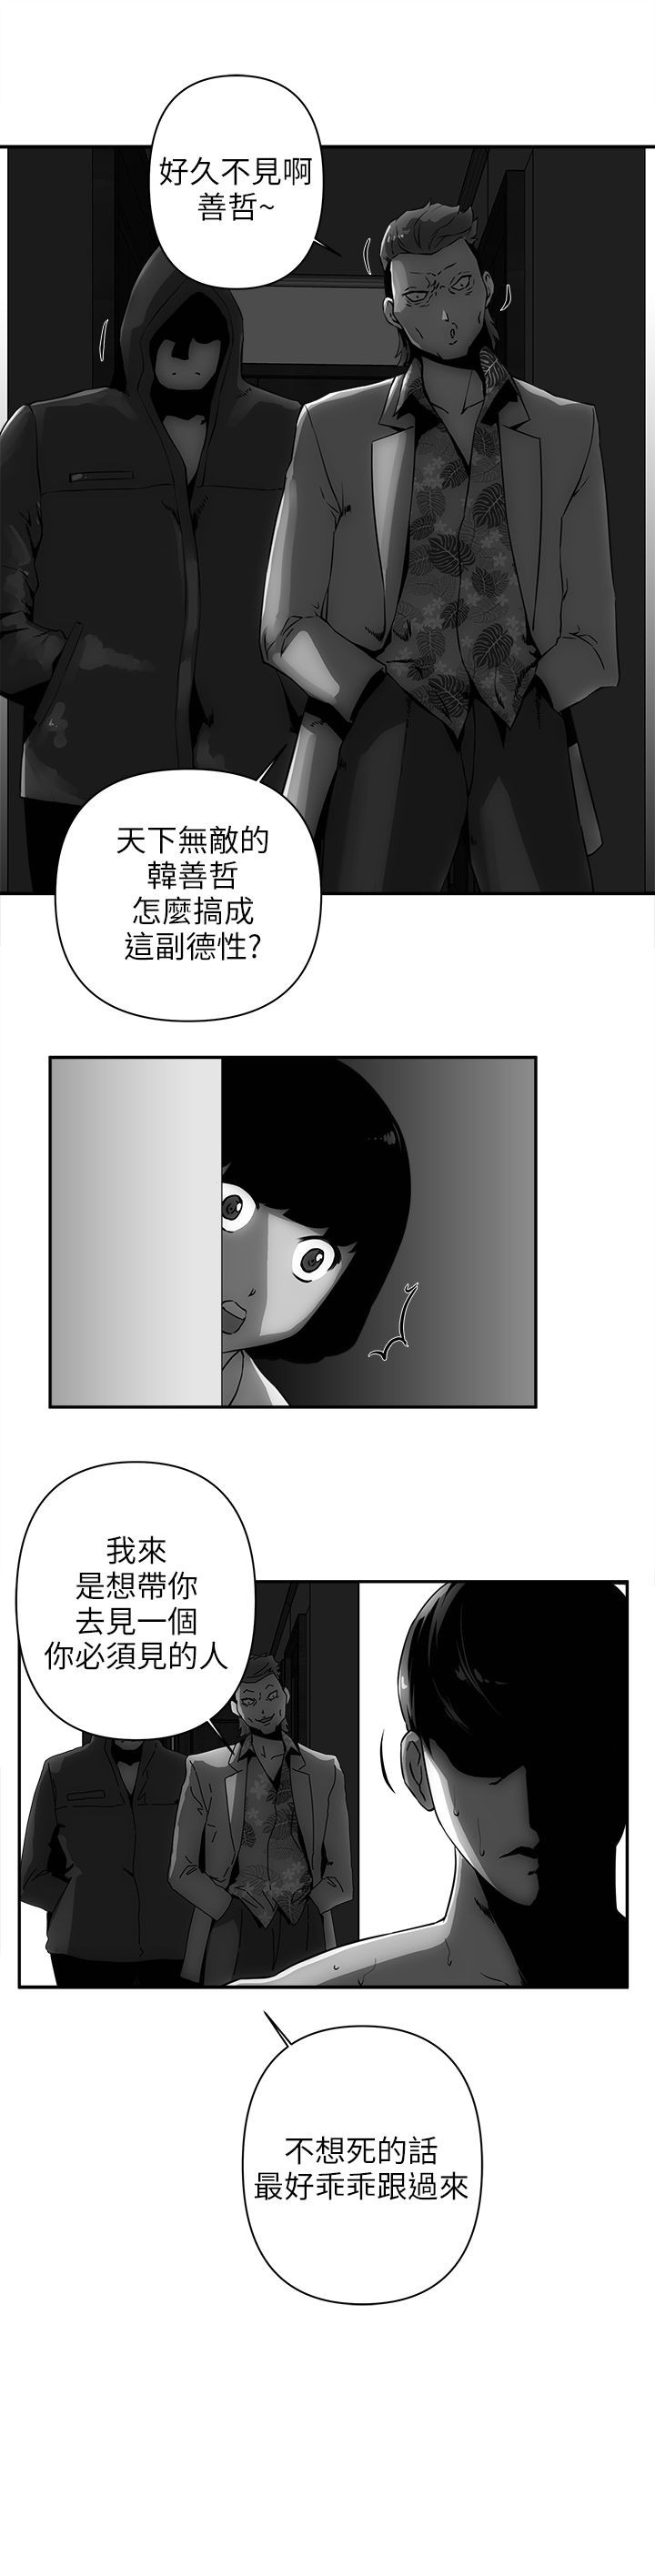 好久不見啊
善哲~
天下無敵的
韓善哲
怎麼搞成
這副德性?
我來
是想帶你
去見一個
你必須見的人
不想死的話
最好乖乖跟過來